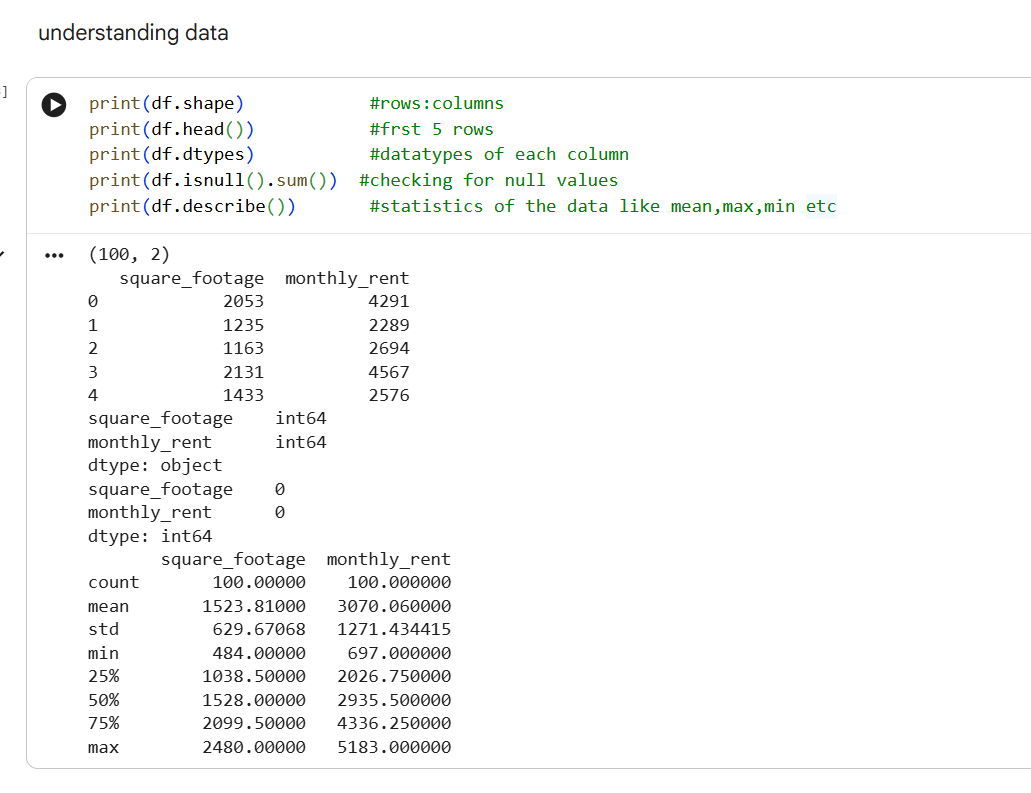 understanding data
]
print(df.shape)            #rows:columns
print(df.head())           #frst 5 rows
print(df.dtypes)           #datatypes of each column
print(df.isnull().sum())  #checking for null values
print(df.describe())       #statistics of the data like mean,max,min etc
(100, 2)
   square_footage  monthly_rent
0            2053          4291
1            1235          2289
2            1163          2694
3            2131          4567
4            1433          2576
square_footage    int64
monthly_rent      int64
dtype: object
square_footage    0
monthly_rent      0
dtype: int64
       square_footage  monthly_rent
count       100.00000    100.000000
mean       1523.81000   3070.060000
std         629.67068   1271.434415
min         484.00000    697.000000
25%        1038.50000   2026.750000
50%        1528.00000   2935.500000
75%        2099.50000   4336.250000
max        2480.00000   5183.000000